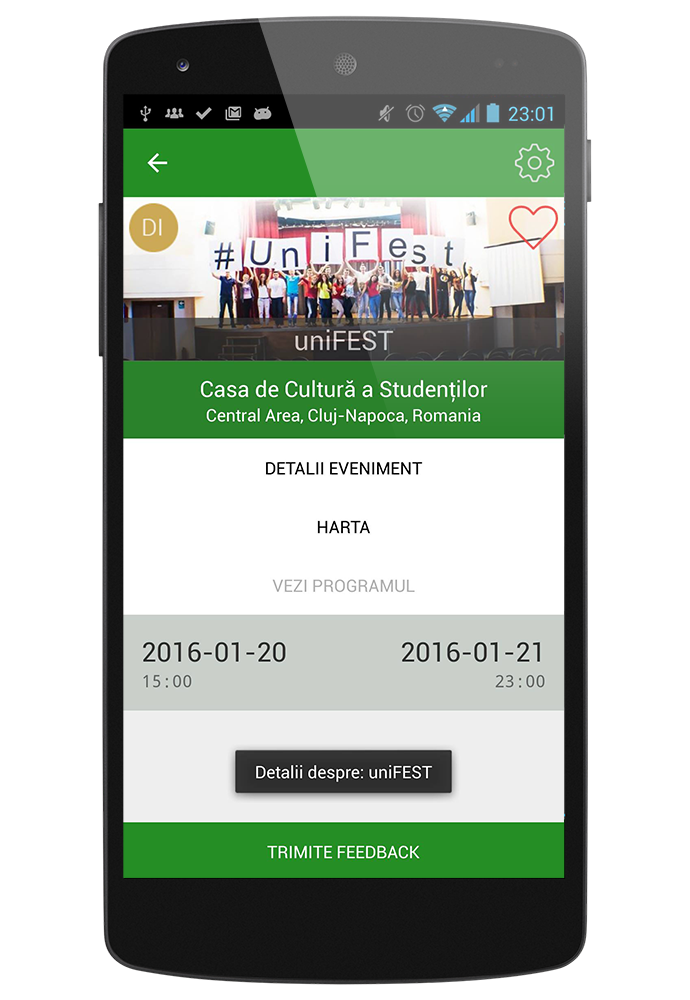 23:01
DI
#UniFest
uniFEST
Casa de Cultură a Studenților
Central Area, Cluj-Napoca, Romania
DETALII EVENIMENT
HARTA
VEZI PROGRAMUL
2016-01-20 2016-01-21
15:00 23:00
Detalii despre: uniFEST
TRIMITE FEEDBACK